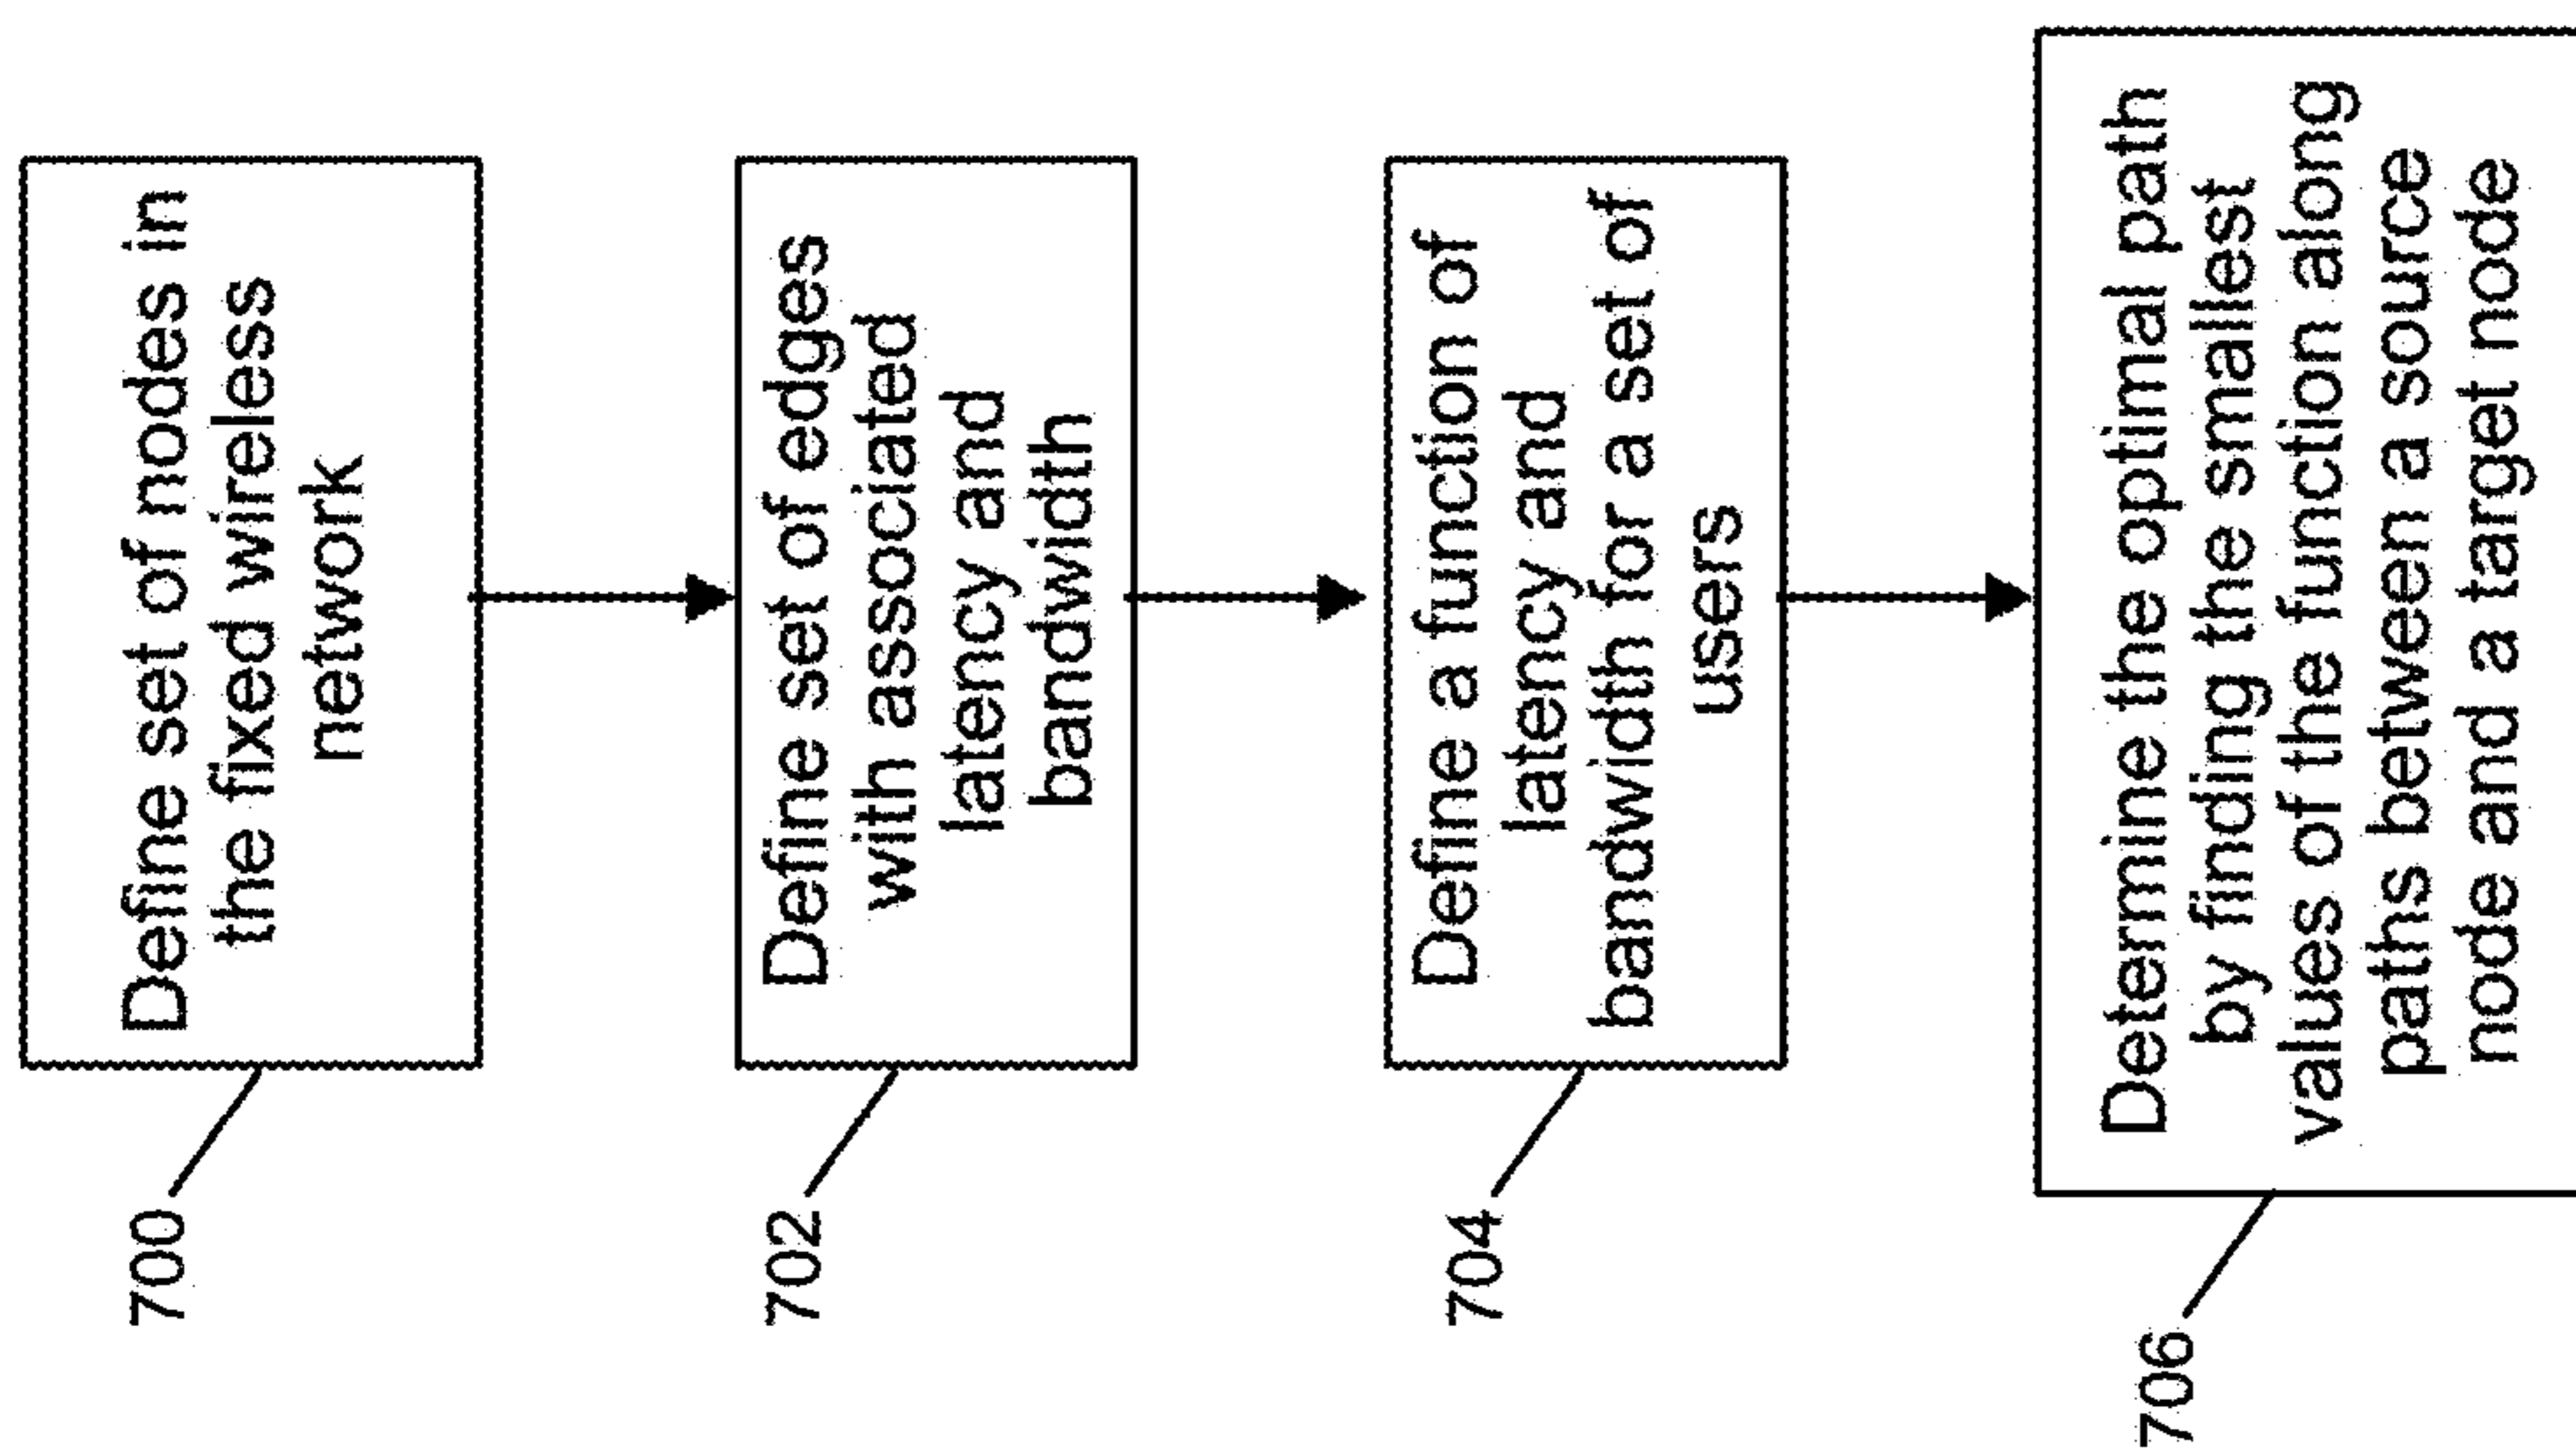 700
Define set of nodes in
the fixed wireless
network
702
Define set of edges
with associated
latency and
bandwidth
704
Define a function of
latency and
bandwidth for a set of
users
706
Determine the optimal path
by finding the smallest
values of the function along
paths between a source
node and a target node